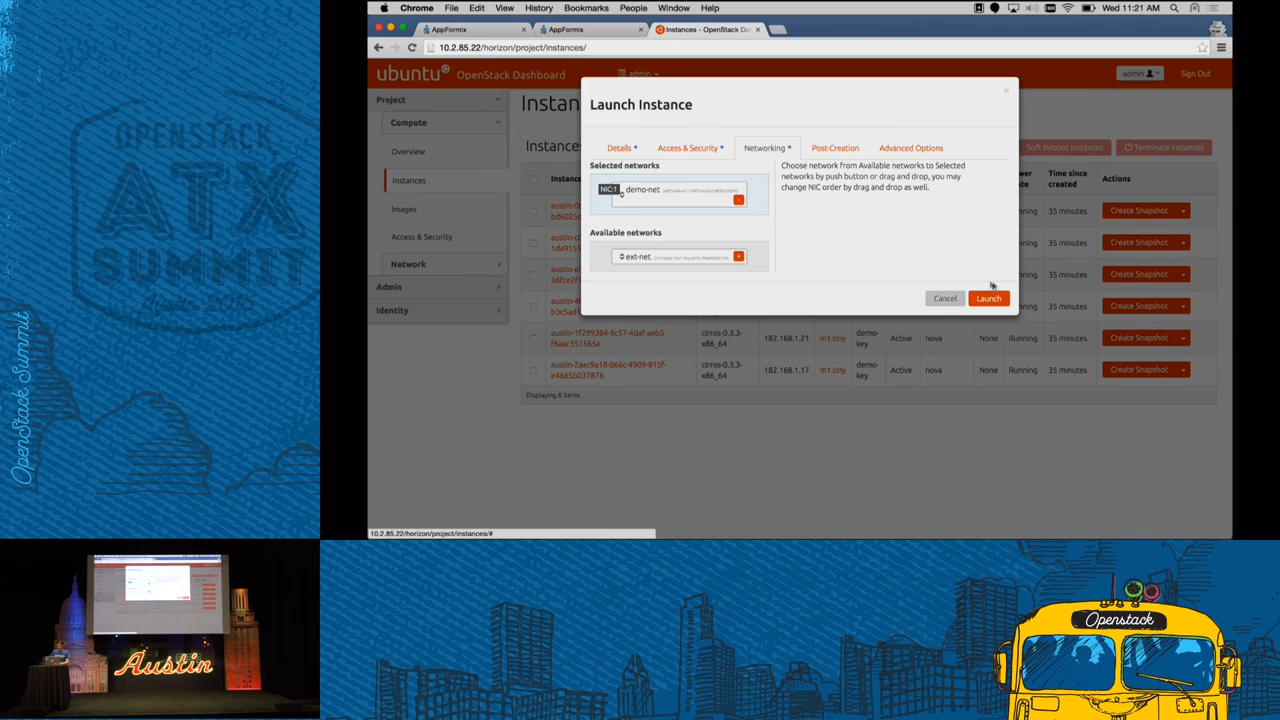 Chrome File Edit View History Bookmarks People Window Help Wed 11:21 AM
AppFormix AppFormix Instances - OpenStack Da
10.2.85.22/horizon/project/instances/
ubuntu OpenStack Dashboard admin admin Sign Out
Project
Compute
Overview
Instances
Images
Access & Security
Network
Admin
Identity
Launch Instance
Details * Access & Security * Networking * Post-Creation Advanced Options
Selected networks
NIC:1 demo-net
Available networks
ext-net
Choose network from Available networks to Selected
networks by push button or drag and drop, you may
change NIC order by drag and drop as well.
Cancel Launch
Soft Reboot Instances Terminate Instances
Time since
created
Actions
35 minutes Create Snapshot
35 minutes Create Snapshot
35 minutes Create Snapshot
35 minutes Create Snapshot
austin-1f299384-9c57-4daf-aeb5-
f6aac351565a
cirros-0.3.3-
x86_64
192.168.1.21 m1.tiny
demo-
key
Active nova None Running 35 minutes Create Snapshot
austin-2aac9a18-066c-4909-815f-
e4665b037876
cirros-0.3.3-
x86_64
192.168.1.17 m1.tiny
demo-
key
Active nova None Running 35 minutes Create Snapshot
Displaying 6 items
10.2.85.22/horizon/project/instances/#
OPENSTACK
ATX
OpenStack Summit
Austin
Openstack